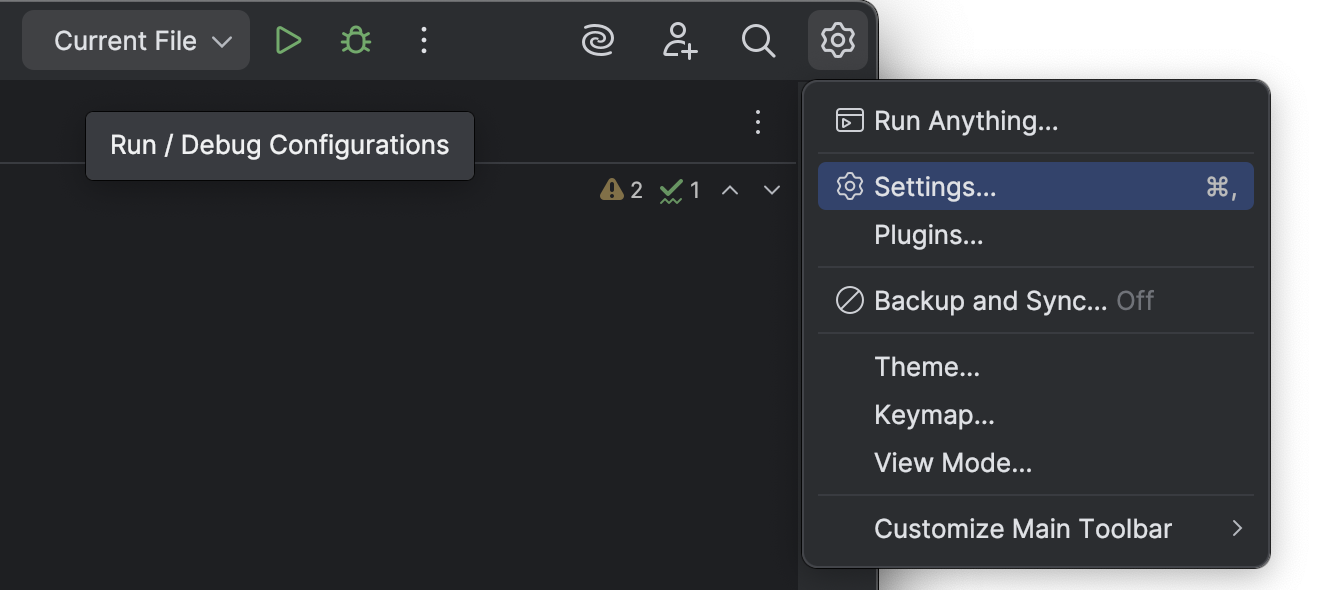 Current File
Run / Debug Configurations
2
1
Run Anything...
Settings... ⌘,
Plugins...
Backup and Sync... Off
Theme...
Keymap...
View Mode...
Customize Main Toolbar